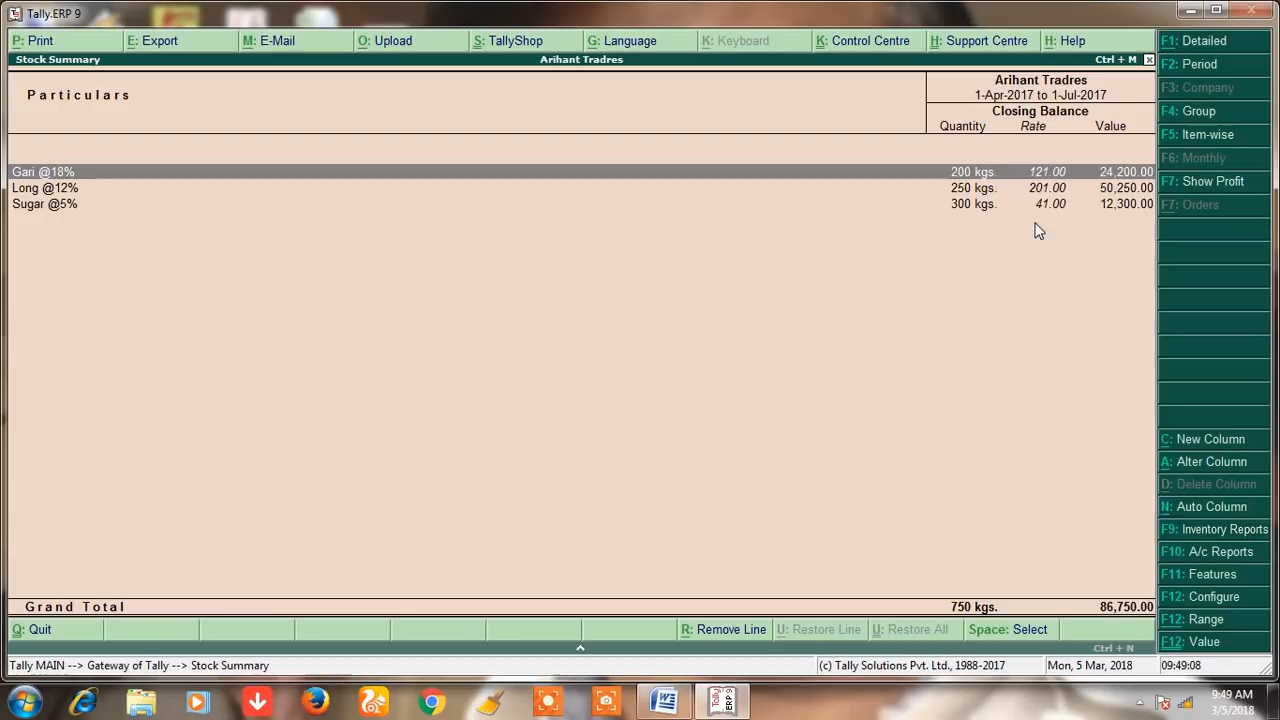 Tally.ERP 9
P: Print E: Export M: E-Mail O: Upload S: TallyShop G: Language K: Keyboard K: Control Centre H: Support Centre H: Help
Stock Summary Arihant Tradres Ctrl + M
Particulars
Arihant Tradres
1-Apr-2017 to 1-Jul-2017
Closing Balance
Quantity Rate Value
Gari @18% 200 kgs. 121.00 24,200.00
Long @12% 250 kgs. 201.00 50,250.00
Sugar @5% 300 kgs. 41.00 12,300.00
Grand Total 750 kgs. 86,750.00
F1: Detailed
F2: Period
F3: Company
F4: Group
F5: Item-wise
F6: Monthly
F7: Show Profit
F7: Orders
C: New Column
A: Alter Column
D: Delete Column
N: Auto Column
F9: Inventory Reports
F10: A/c Reports
F11: Features
F12: Configure
F12: Range
F12: Value
Q: Quit R: Remove Line U: Restore Line U: Restore All Space: Select
Ctrl + N
Tally MAIN --> Gateway of Tally --> Stock Summary (c) Tally Solutions Pvt. Ltd., 1988-2017 Mon, 5 Mar, 2018 09:49:08
9:49 AM
3/5/2018